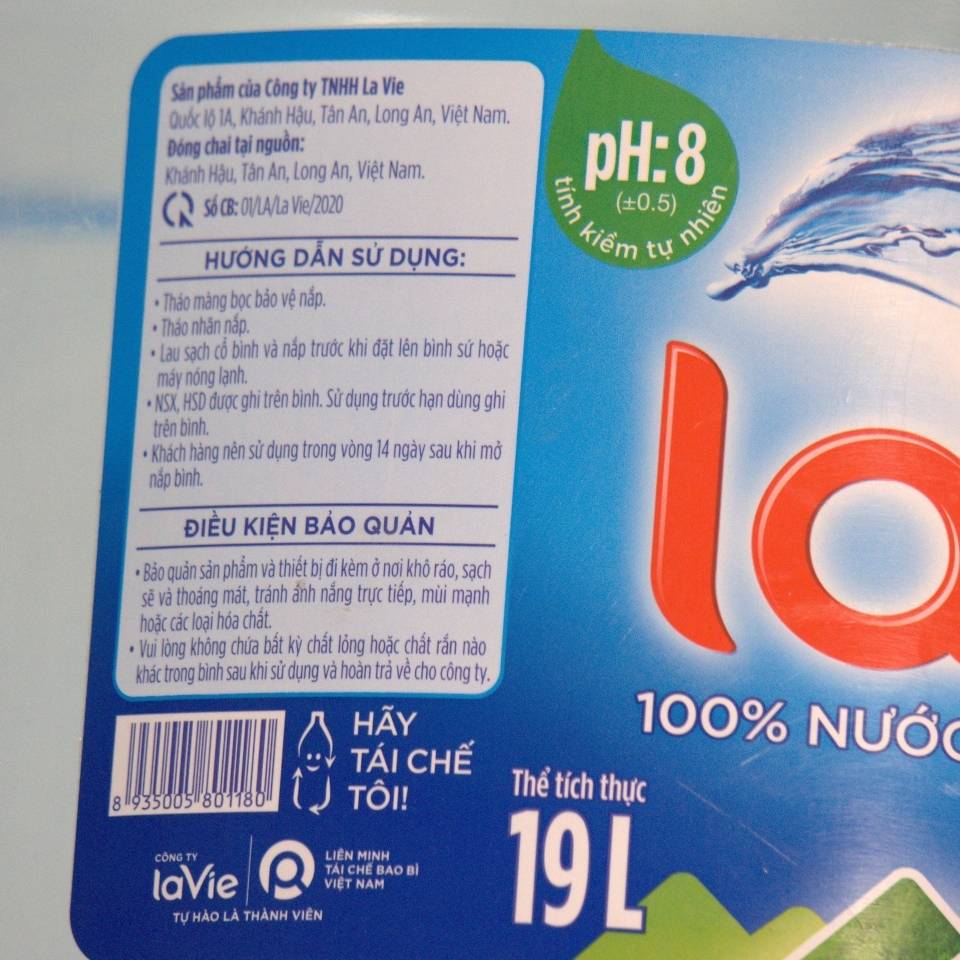 Sản phẩm của Công ty TNHH La Vie
Quốc lộ 1A, Khánh Hậu, Tân An, Long An, Việt Nam.
Đóng chai tại nguồn:
Khánh Hậu, Tân An, Long An, Việt Nam.
Số CB: 01/LA/La Vie/2020
HƯỚNG DẪN SỬ DỤNG:
• Tháo màng bọc bảo vệ nắp.
• Tháo nhãn nắp.
• Lau sạch cổ bình và nắp trước khi đặt lên bình sứ hoặc
máy nóng lạnh.
• NSX, HSD được ghi trên bình. Sử dụng trước hạn dùng ghi
trên bình.
• Khách hàng nên sử dụng trong vòng 14 ngày sau khi mở
nắp bình.
ĐIỀU KIỆN BẢO QUẢN
• Bảo quản sản phẩm và thiết bị đi kèm ở nơi khô ráo, sạch
sẽ và thoáng mát, tránh ánh nắng trực tiếp, mùi mạnh
hoặc các loại hóa chất.
• Vui lòng không chứa bất kỳ chất lỏng hoặc chất rắn nào
khác trong bình sau khi sử dụng và hoàn trả về cho công ty.
8 935005 801180
HÃY
TÁI CHẾ
TÔI!
CÔNG TY
laVie
LIÊN MINH
TÁI CHẾ BAO BÌ
VIỆT NAM
TỰ HÀO LÀ THÀNH VIÊN
pH: 8
(±0.5)
tính kiềm tự nhiên
la
100% NƯỚC
Thể tích thực
19 L